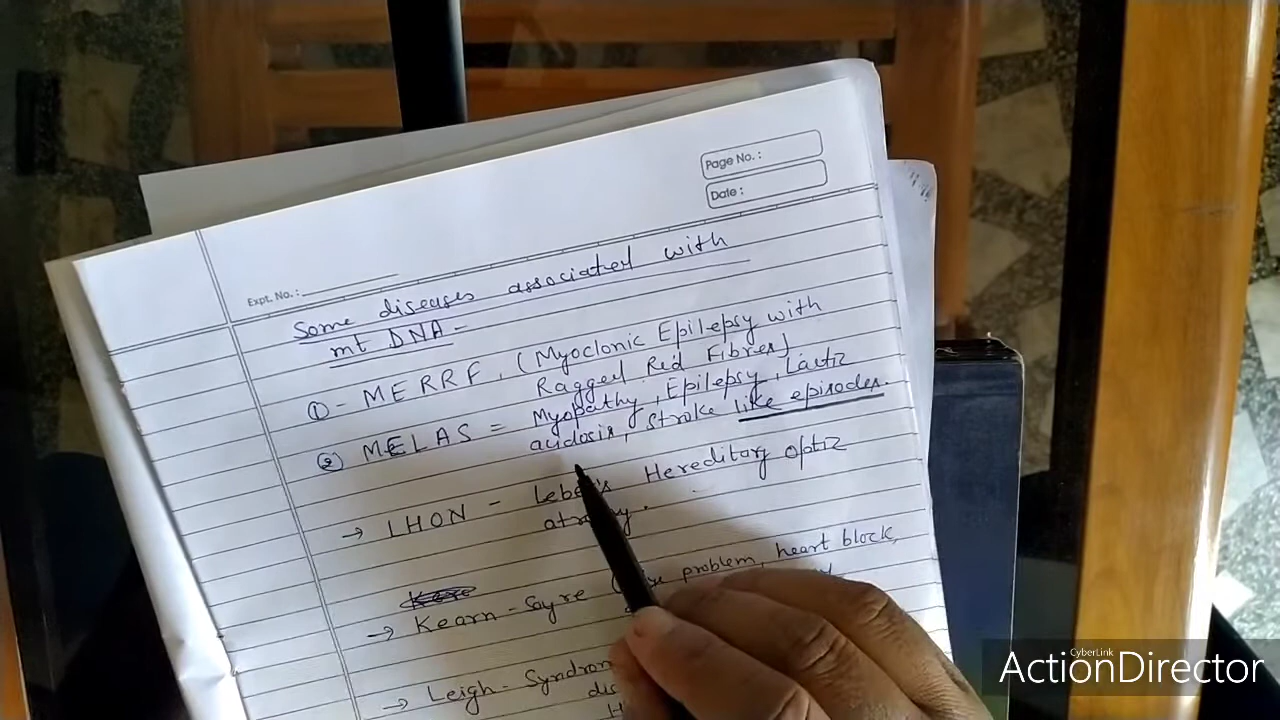 Page No. :
Date :
Expt. No. :
Some diseases associated with
mt DNA -
① - MERRF, (Myoclonic Epilepsy with
Ragged Red Fibres)
② MELAS = Myopathy, Epilepsy, Lactic
acidosis, Stroke like episodes.
→ LHON - Leber's Hereditary optic
atrophy.
→ Kearn - Sayre ( problem, heart block,
→ Leigh - Syndrom
dis
H
CyberLink
ActionDirector